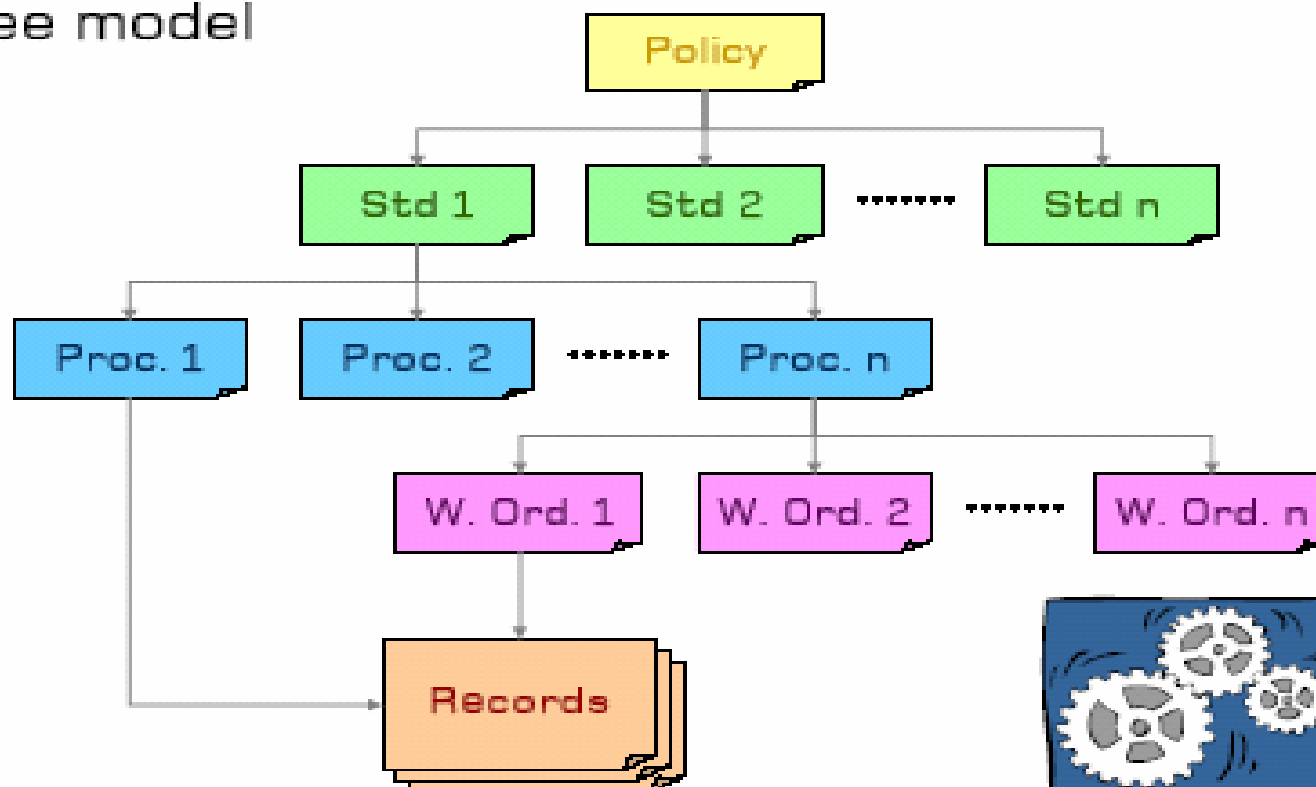 ee model
Policy
Std 1 Std 2 Std n
Proc. 1 Proc. 2 Proc. n
W. Ord. 1 W. Ord. 2 W. Ord. n
Records